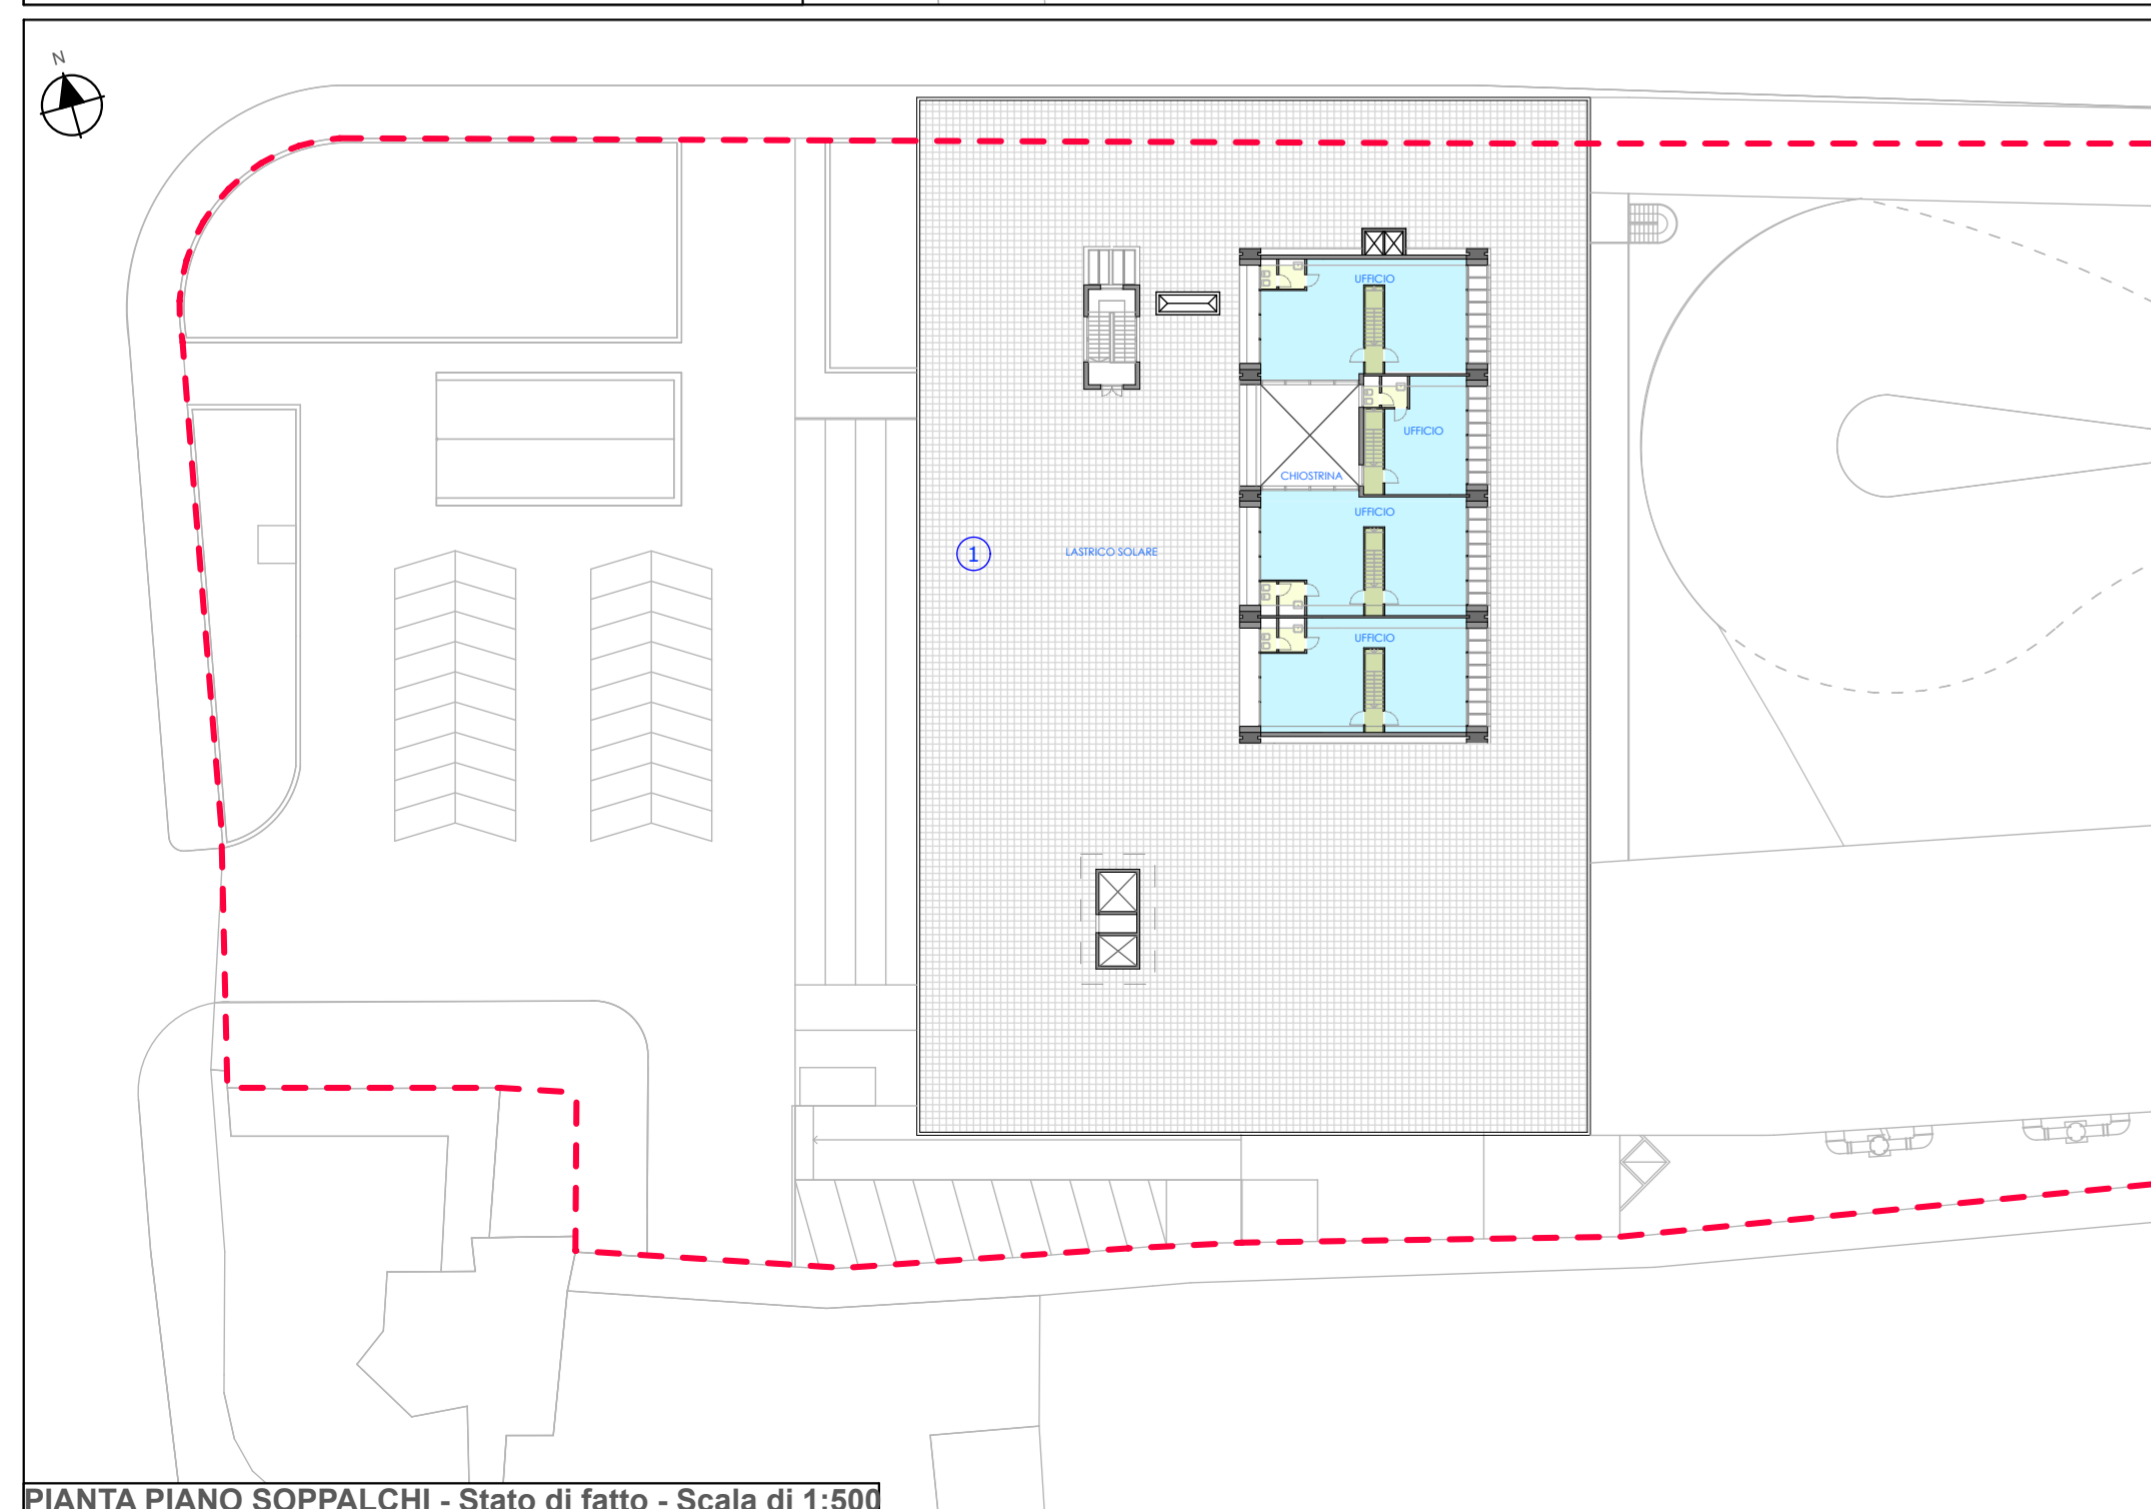 N
UFFICIO
UFFICIO
CHIOSTRINA
UFFICIO
1
LASTRICO SOLARE
UFFICIO
PIANTA PIANO SOPPALCHI - Stato di fatto - Scala di 1:500